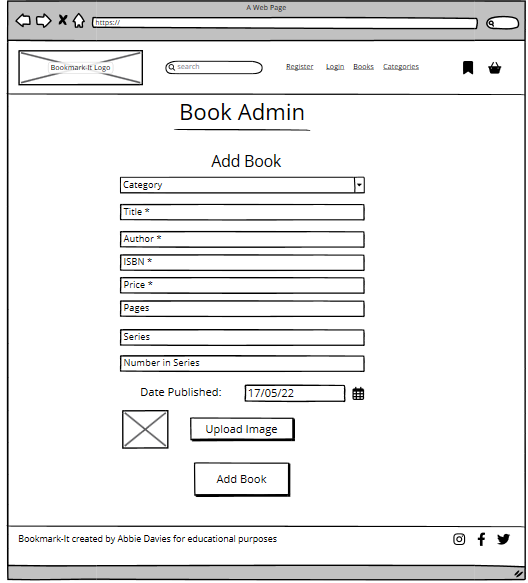 A Web Page
https://
Bookmark-It Logo
search
Register Login Books Categories
Book Admin
Add Book
Category
Title *
Author *
ISBN *
Price *
Pages
Series
Number in Series
Date Published: 17/05/22
Upload Image
Add Book
Bookmark-It created by Abbie Davies for educational purposes